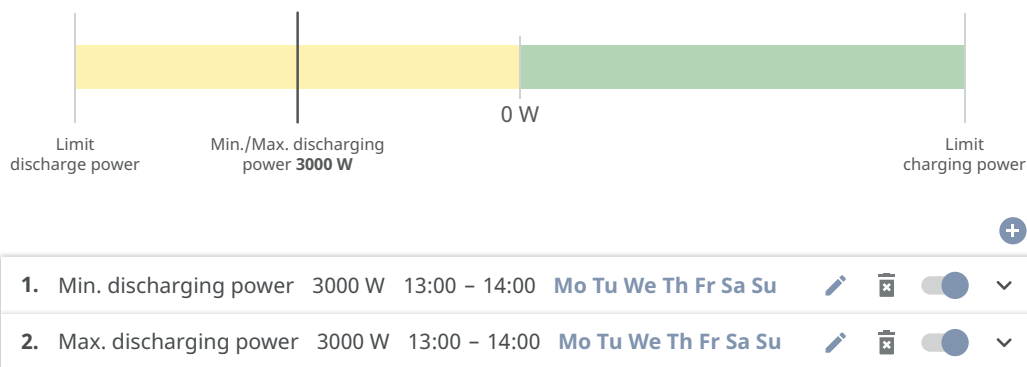 0 W
Limit
discharge power
Min./Max. discharging
power 3000 W
Limit
charging power
1. Min. discharging power 3000 W 13:00 – 14:00 Mo Tu We Th Fr Sa Su
2. Max. discharging power 3000 W 13:00 – 14:00 Mo Tu We Th Fr Sa Su